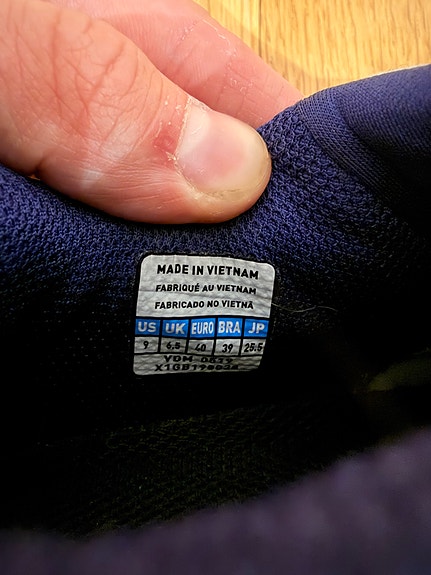 MADE IN VIETNAM
FABRIQUÉ AU VIETNAM
FABRICADO NO VIETNÃ
US UK EURO BRA JP
9 6.5 40 39 25.5
YOM